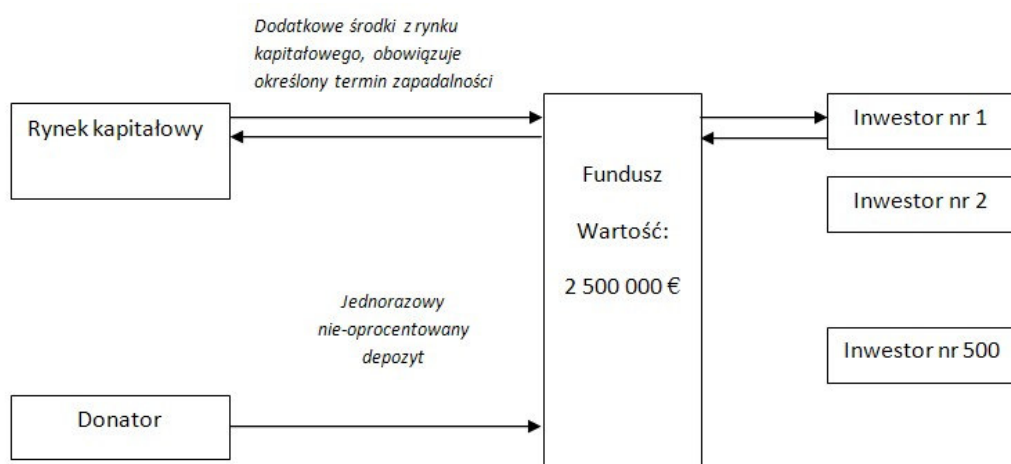 Dodatkowe środki z rynku
kapitałowego, obowiązuje
określony termin zapadalności
Rynek kapitałowy
Fundusz
Wartość:
2 500 000 €
Inwestor nr 1
Inwestor nr 2
Inwestor nr 500
Jednorazowy
nie-oprocentowany
depozyt
Donator